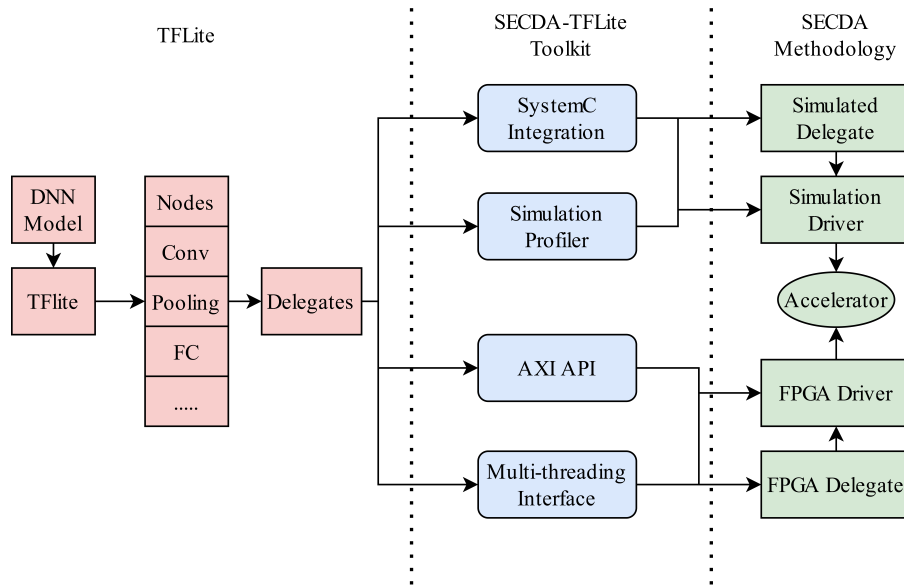 TFLite
SECDA-TFLite
Toolkit
SECDA
Methodology
DNN
Model
TFlite
Nodes
Conv
Pooling
FC
.....
Delegates
SystemC
Integration
Simulation
Profiler
AXI API
Multi-threading
Interface
Simulated
Delegate
Simulation
Driver
Accelerator
FPGA Driver
FPGA Delegate